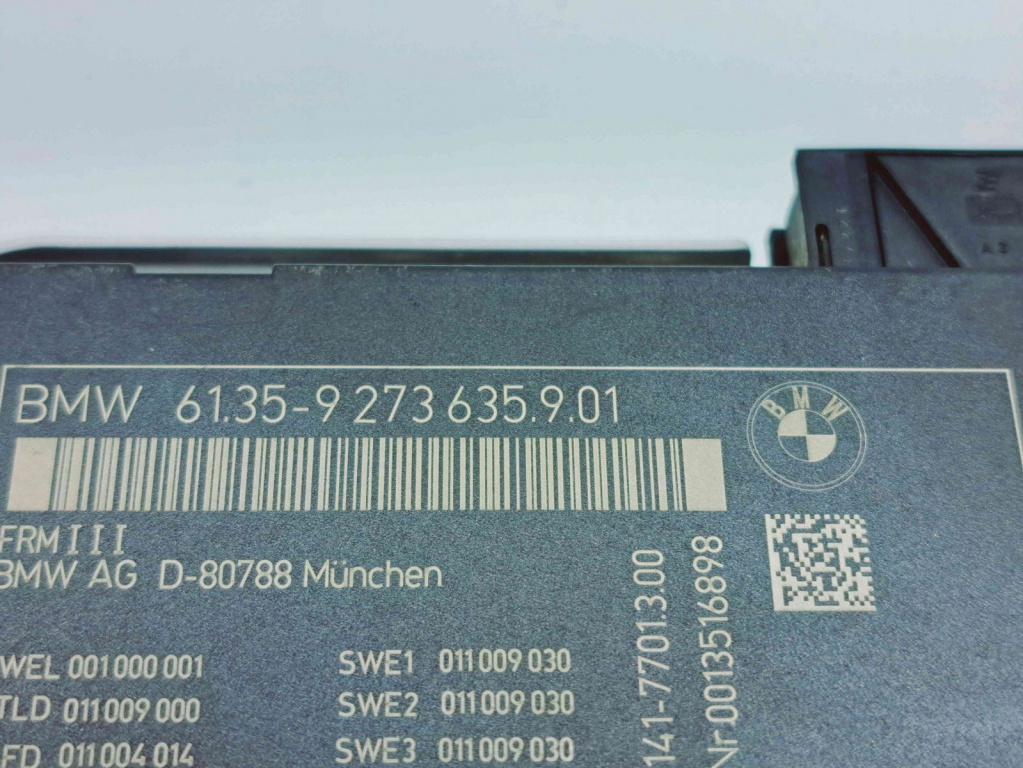 BMW 61.35-9 273 635.9.01
BMW
FRM III
BMW AG D-80788 München
WEL 001 000 001
TLD 011 009 000
FD 011 004 014
SWE1 011 009 030
SWE2 011 009 030
SWE3 011 009 030
141-77013.00
Nr 0013516898